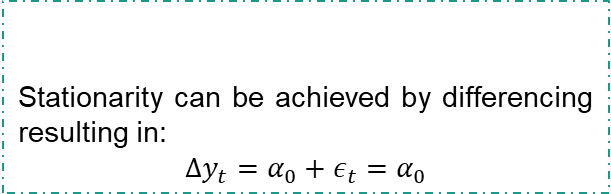 Stationarity can be achieved by differencing
resulting in:
Δy_t = α_0 + ϵ_t = α_0